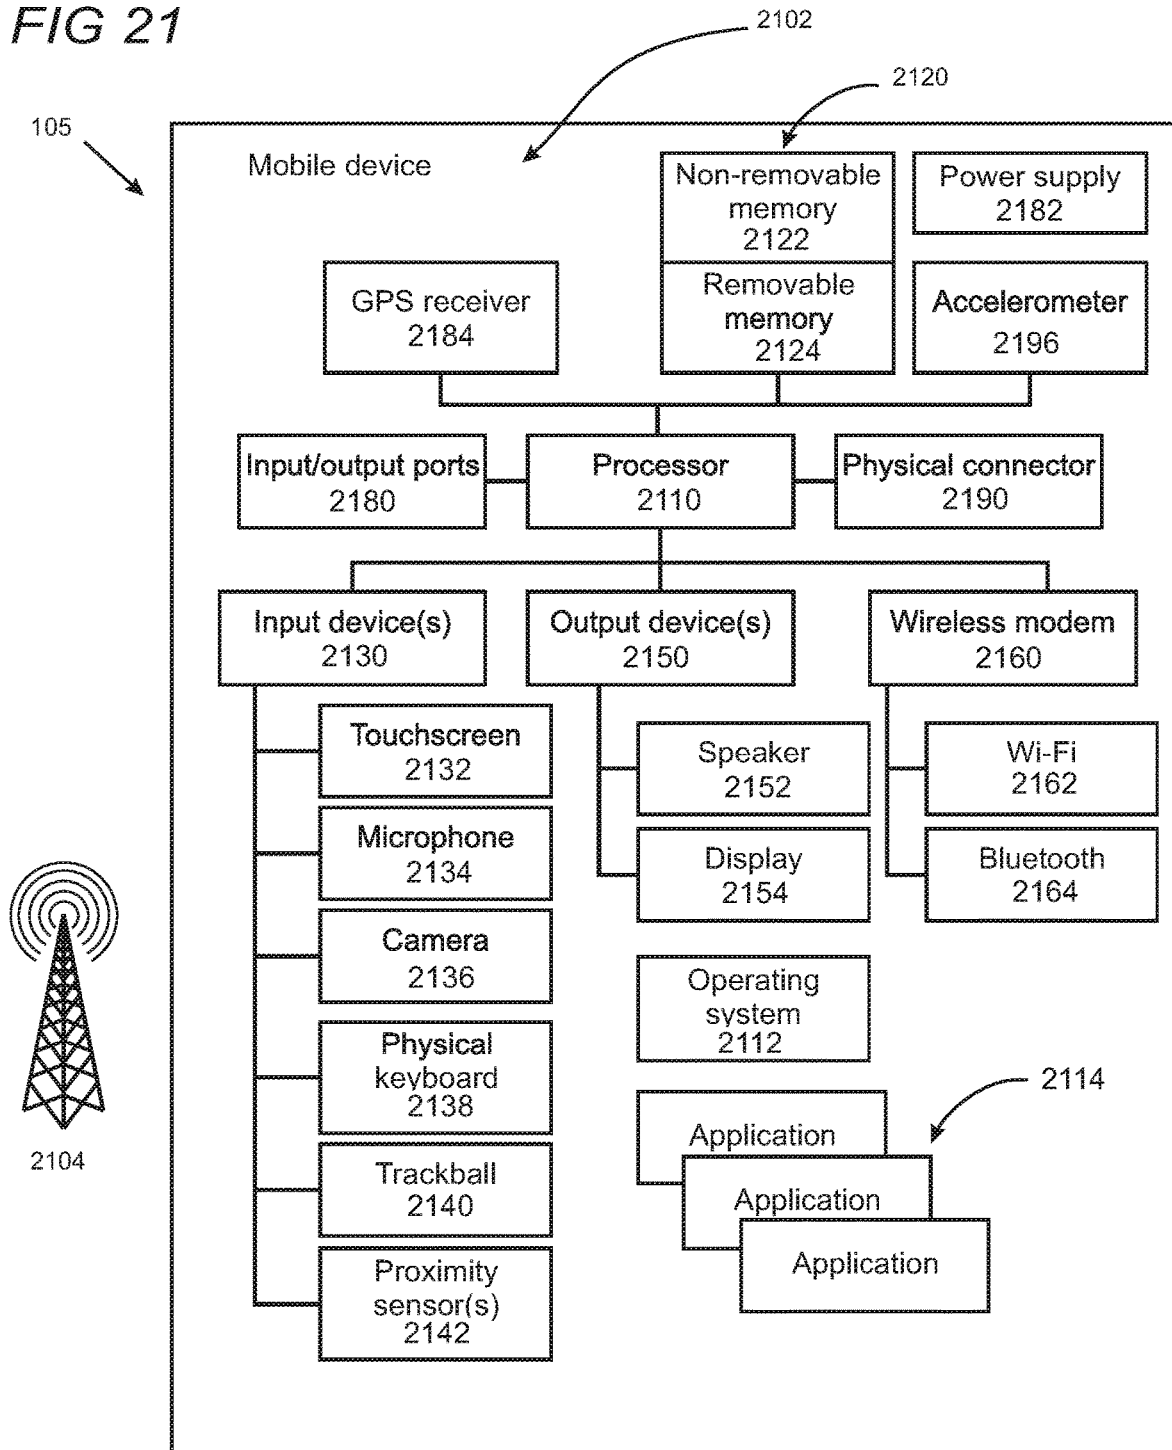 FIG 21
2102
2120
105
Mobile device
Non-removable
memory
2122
Power supply
2182
GPS receiver
2184
Removable
memory
2124
Accelerometer
2196
Input/output ports
2180
Processor
2110
Physical connector
2190
Input device(s)
2130
Output device(s)
2150
Wireless modem
2160
Touchscreen
2132
Microphone
2134
Camera
2136
Physical
keyboard
2138
Trackball
2140
Proximity
sensor(s)
2142
Speaker
2152
Display
2154
Wi-Fi
2162
Bluetooth
2164
Operating
system
2112
2114
Application
Application
Application
2104